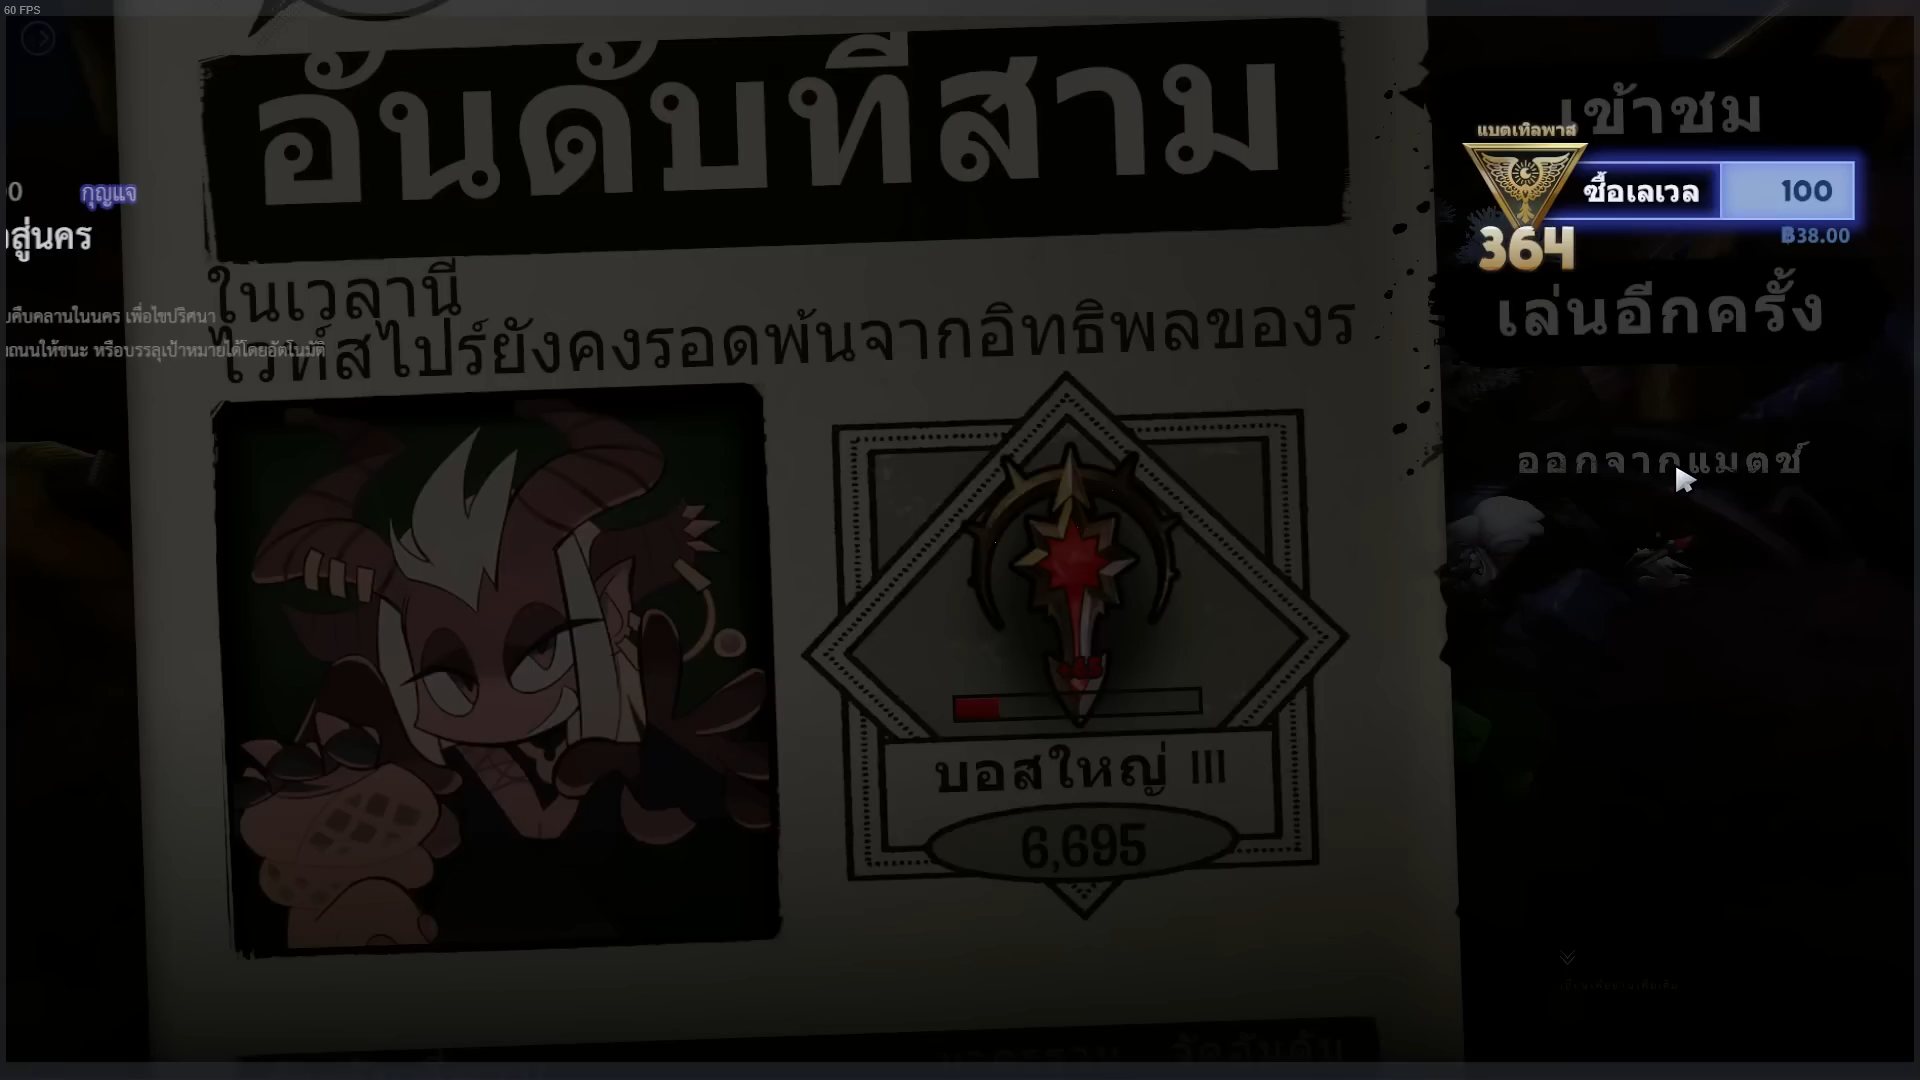 60 FPS
อันดับที่สาม
เข้าชม
แบตเทิลพาส
กุญแจ
ซื้อเลเวล
100
฿38.00
364
สู่นคร
ในเวลานี้
เล่นอีกครั้ง
คืบคลานในนคร เพื่อไขปริศนา
ไวท์สไปร์ยังคงรอดพ้นจากอิทธิพลของร
ถนนให้ชนะ หรือบรรลุเป้าหมายได้โดยอัตโนมัติ
ออกจากแมตช์
บอสใหญ่ III
6,695